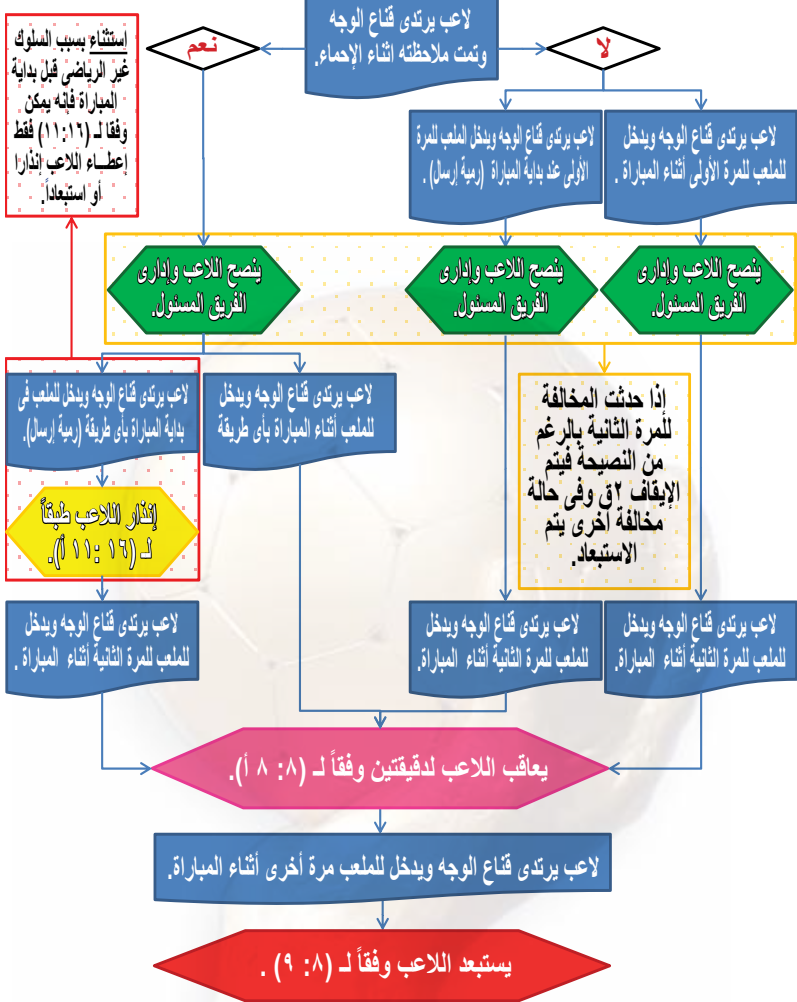 لاعب يرتدى قناع الوجه
وتمت ملاحظته اثناء الإحماء.
لا
نعم
إستثناء بسبب السلوك
غير الرياضى قبل بداية
المباراة فإنه يمكن
وفقا لـ (١١:١٦) فقط
إعطـــاء اللاعب إنذارا
أو استبعاداً.
لاعب يرتدى قناع الوجه ويدخل
للملعب للمرة الأولى أثناء المباراة .
لاعب يرتدى قناع الوجه ويدخل الملعب للمرة
الأولى عند بداية المباراة (رمية إرسال) .
ينصح اللاعب وإدارى
الفريق المسئول.
ينصح اللاعب وإدارى
الفريق المسئول.
ينصح اللاعب وإدارى
الفريق المسئول.
إذا حدثت المخالفة
للمرة الثانية بالرغم
من النصيحة فيتم
الإيقاف ٢ق وفى حالة
مخالفة أخرى يتم
الاستبعاد.
لاعب يرتدى قناع الوجه ويدخل
للملعب أثناء المباراة بأى طريقة
لاعب يرتدى قناع الوجه ويدخل للملعب فى
بداية المباراة بأى طريقة (رمية إرسال).
إنذار اللاعب طبقاً
لـ (١٦ :١١ أ).
لاعب يرتدى قناع الوجه ويدخل
للملعب للمرة الثانية أثناء المباراة.
لاعب يرتدى قناع الوجه ويدخل
للملعب للمرة الثانية أثناء المباراة.
لاعب يرتدى قناع الوجه ويدخل
للملعب للمرة الثانية أثناء المباراة .
يعاقب اللاعب لدقيقتين وفقاً لـ (٨: ٨ أ).
لاعب يرتدى قناع الوجه ويدخل للملعب مرة أخرى أثناء المباراة.
يستبعد اللاعب وفقاً لـ (٨: ٩) .